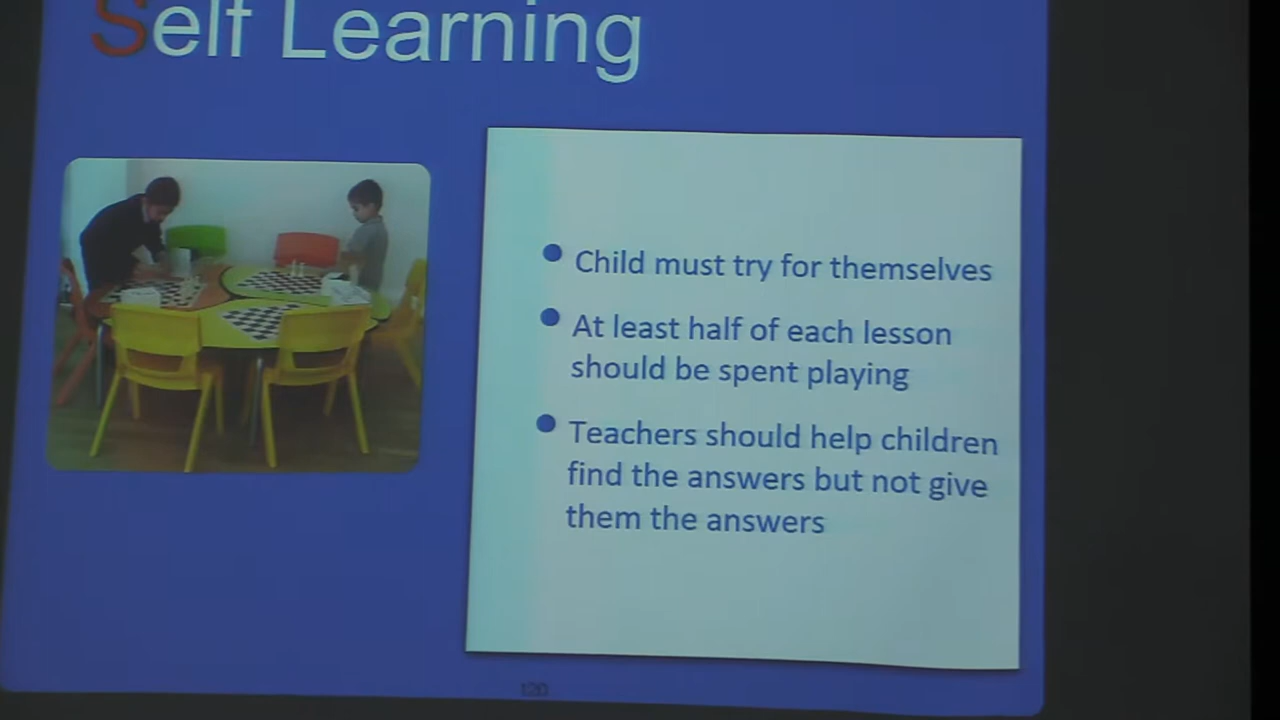 Self Learning
Child must try for themselves
At least half of each lesson
should be spent playing
Teachers should help children
find the answers but not give
them the answers
120